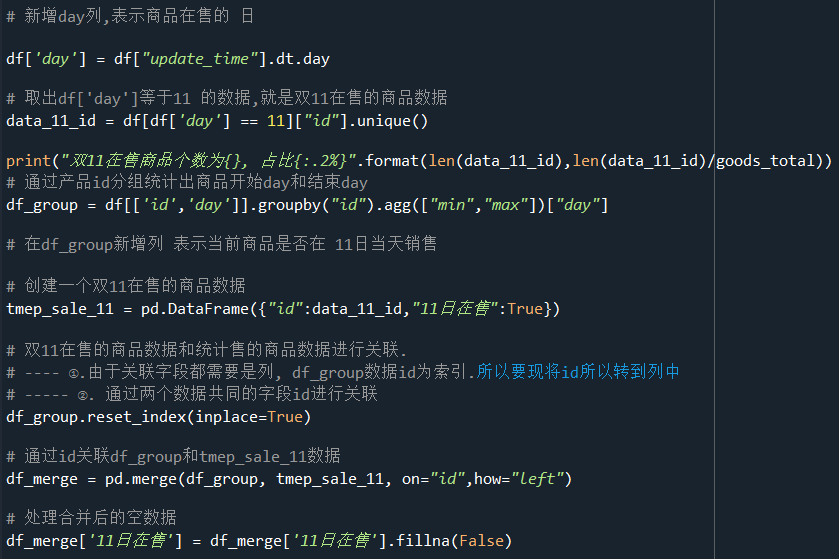 # 新增day列,表示商品在售的 日
df['day'] = df["update_time"].dt.day
# 取出df['day']等于11 的数据,就是双11在售的商品数据
data_11_id = df[df['day'] == 11]["id"].unique()
print("双11在售商品个数为{}, 占比{:.2%}".format(len(data_11_id),len(data_11_id)/goods_total))
# 通过产品id分组统计出商品开始day和结束day
df_group = df[['id','day']].groupby("id").agg(["min","max"])["day"]
# 在df_group新增列 表示当前商品是否在 11日当天销售
# 创建一个双11在售的商品数据
tmep_sale_11 = pd.DataFrame({"id":data_11_id,"11日在售":True})
# 双11在售的商品数据和统计售的商品数据进行关联.
# ---- ①.由于关联字段都需要是列, df_group数据id为索引.所以要现将id所以转到列中
# ----- ②. 通过两个数据共同的字段id进行关联
df_group.reset_index(inplace=True)
# 通过id关联df_group和tmep_sale_11数据
df_merge = pd.merge(df_group, tmep_sale_11, on="id",how="left")
# 处理合并后的空数据
df_merge['11日在售'] = df_merge['11日在售'].fillna(False)